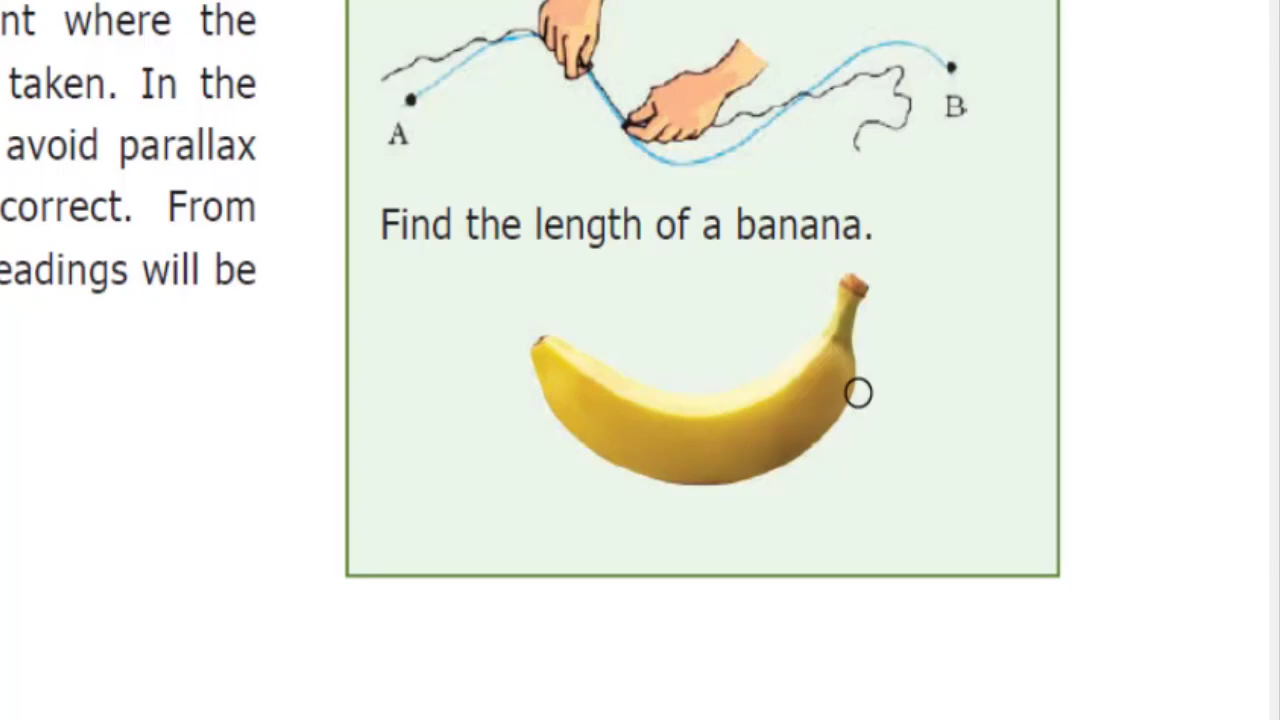 nt where the
taken. In the
avoid parallax
correct. From
eadings will be
A
B
Find the length of a banana.